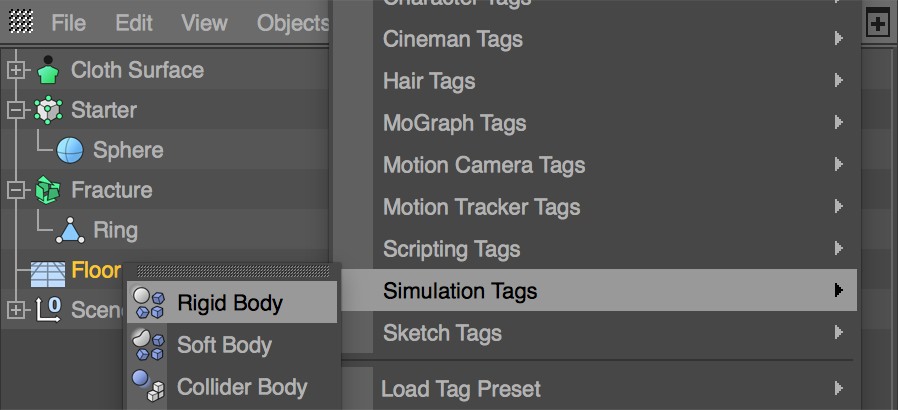 File Edit View Objects
Character Tags
Cineman Tags
Hair Tags
MoGraph Tags
Motion Camera Tags
Motion Tracker Tags
Scripting Tags
Simulation Tags
Sketch Tags
Load Tag Preset
Cloth Surface
Starter
Sphere
Fracture
Ring
Floor
0
Rigid Body
Soft Body
Collider Body